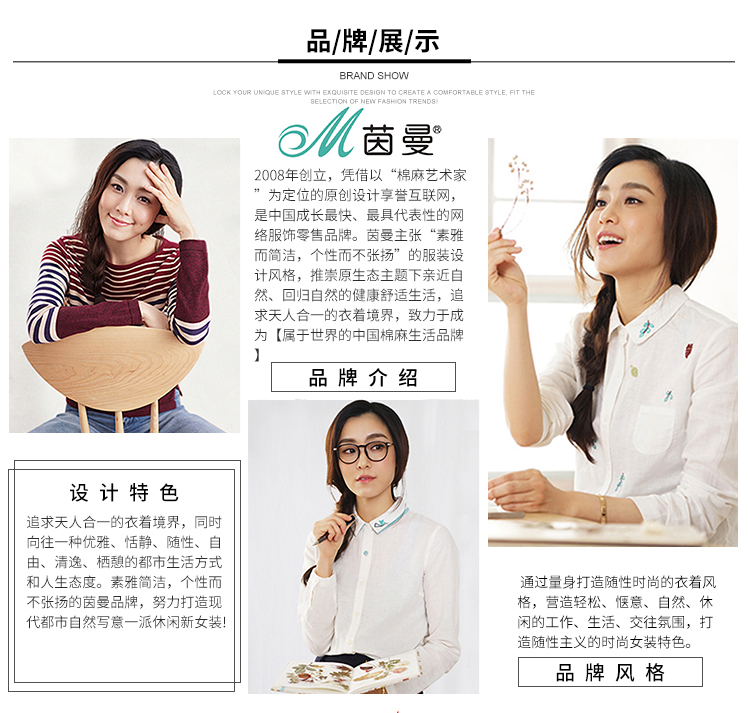 品/牌/展/示
BRAND SHOW
LOCK YOUR UNIQUE STYLE WITH EXQUISITE DESIGN TO CREATE A COMFORTABLE STYLE, FIT THE
SELECTION OF NEW FASHION TRENDS!
M茵曼®
2008年创立，凭借以“棉麻艺术家
”为定位的原创设计享誉互联网，
是中国成长最快、最具代表性的网
络服饰零售品牌。茵曼主张“素雅
而简洁，个性而不张扬”的服装设
计风格，推崇原生态主题下亲近自
然、回归自然的健康舒适生活，追
求天人合一的衣着境界，致力于成
为【属于世界的中国棉麻生活品牌
】
品牌介绍
设计特色
追求天人合一的衣着境界，同时
向往一种优雅、恬静、随性、自
由、清逸、栖憩的都市生活方式
和人生态度。素雅简洁，个性而
不张扬的茵曼品牌，努力打造现
代都市自然写意一派休闲新女装!
通过量身打造随性时尚的衣着风
格，营造轻松、惬意、自然、休
闲的工作、生活、交往氛围，打
造随性主义的时尚女装特色。
品牌风格